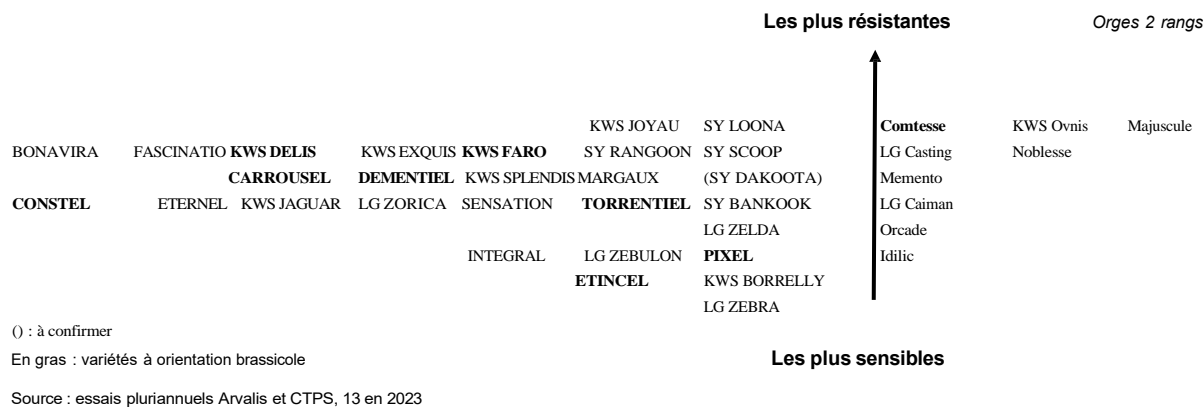 Les plus résistantes Orges 2 rangs
KWS JOYAU SY LOONA Comtesse KWS Ovnis Majuscule
BONAVIRA FASCINATIO KWS DELIS KWS EXQUIS KWS FARO SY RANGOON SY SCOOP LG Casting Noblesse
CARROUSEL DEMENTIEL KWS SPLENDIS MARGAUX (SY DAKOOTA) Memento
CONSTEL ETERNEL KWS JAGUAR LG ZORICA SENSATION TORRENTIEL SY BANKOOK LG Caiman
LG ZELDA Orcade
INTEGRAL LG ZEBULON PIXEL Idilic
ETINCEL KWS BORRELLY
LG ZEBRA
() : à confirmer
En gras : variétés à orientation brassicole Les plus sensibles
Source : essais pluriannuels Arvalis et CTPS, 13 en 2023